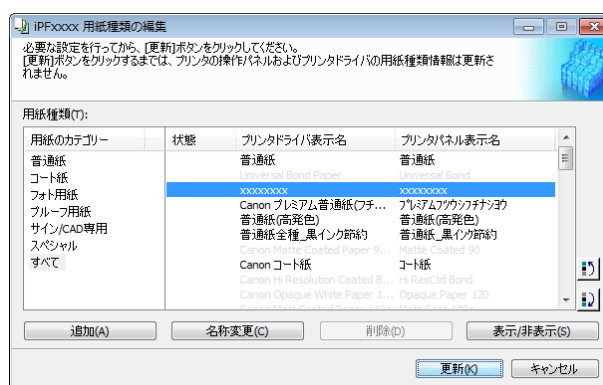 iPFxxxx 用紙種類の編集
必要な設定を行ってから、[更新]ボタンをクリックしてください。
[更新]ボタンをクリックするまでは、プリンタの操作パネルおよびプリンタドライバの用紙種類情報は更新さ
れません。
用紙種類(T):
用紙のカテゴリー 状態 プリンタドライバ表示名 プリンタパネル表示名
普通紙
コート紙
フォト用紙
プルーフ用紙
サイン/CAD専用
スペシャル
すべて
普通紙 普通紙
Universal Bond Paper Universal Bond
xxxxxxxx xxxxxxxx
Canon プレミアム普通紙(フチ... プレミアムフツウシフチナショウ
普通紙(高発色) 普通紙(高発色)
普通紙全種_黒インク節約 普通紙_黒インク節約
Canon Matte Coated Paper 9... Matte Coated 90
Canon コート紙 コート紙
Canon Hi Resolution Coated B... Hi ResCtd Bond
Canon Opaque White Paper 1... Opaque Paper 120
追加(A) 名称変更(C) 削除(D) 表示/非表示(S)
更新(K) キャンセル